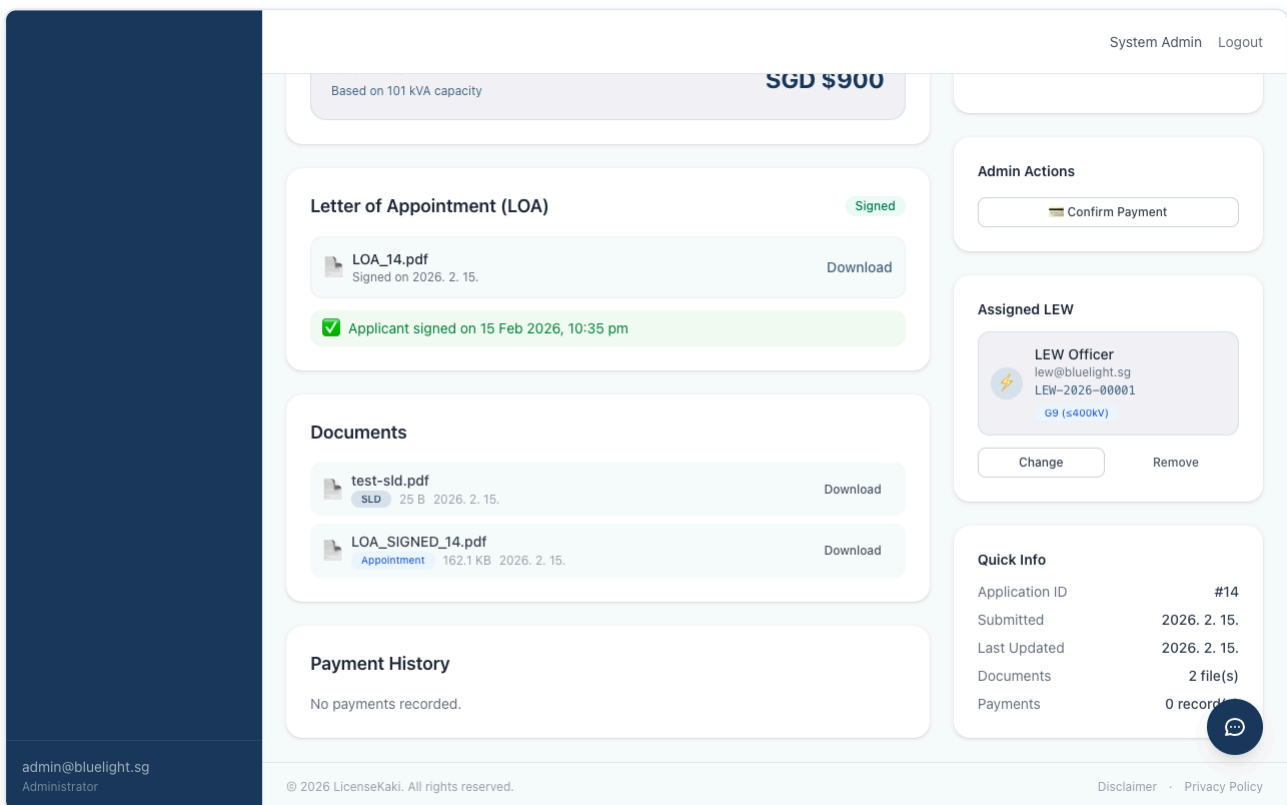 System Admin
Logout
Based on 101 kVA capacity
SGD $900
Letter of Appointment (LOA)
Signed
LOA_14.pdf
Signed on 2026. 2. 15.
Download
Applicant signed on 15 Feb 2026, 10:35 pm
Documents
test-sld.pdf
SLD 25 B 2026. 2. 15.
Download
LOA_SIGNED_14.pdf
Appointment 162.1 KB 2026. 2. 15.
Download
Payment History
No payments recorded.
Admin Actions
Confirm Payment
Assigned LEW
LEW Officer
lew@bluelight.sg
LEW-2026-00001
G9 (≤400kV)
Change
Remove
Quick Info
Application ID #14
Submitted 2026. 2. 15.
Last Updated 2026. 2. 15.
Documents 2 file(s)
Payments 0
admin@bluelight.sg
Administrator
© 2026 LicenseKaki. All rights reserved.
Disclaimer · Privacy Policy